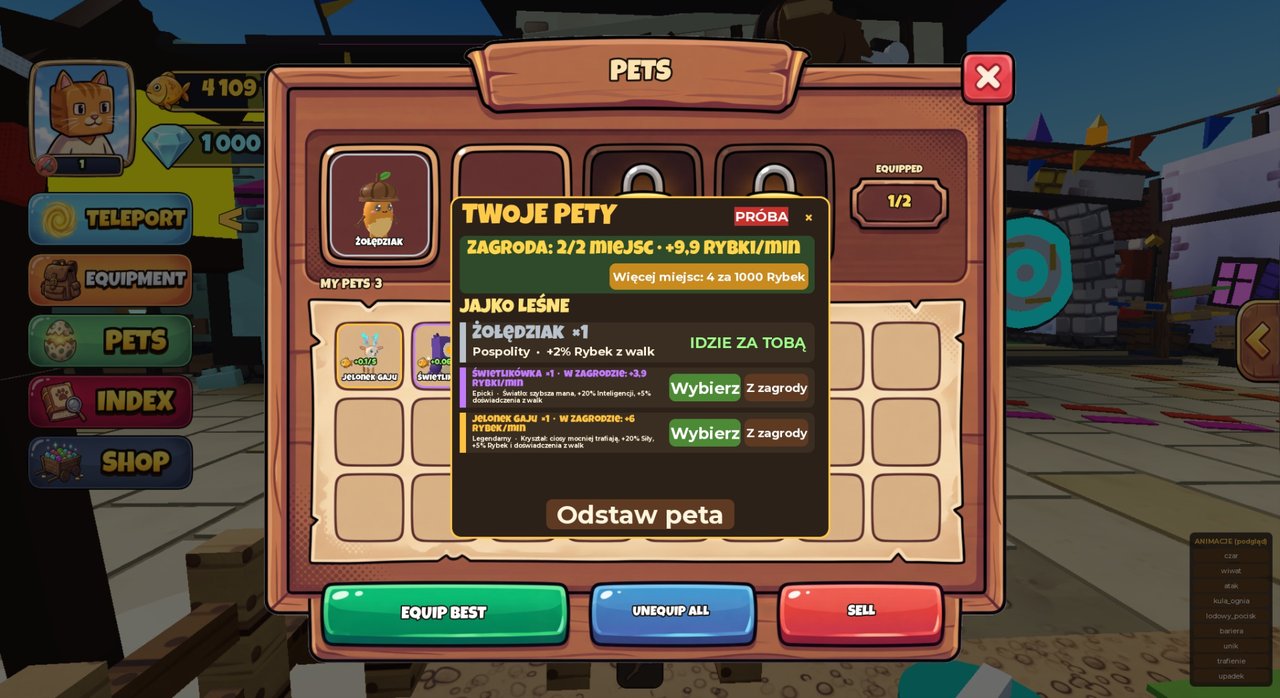 PETS
4109
1000
1
TELEPORT
EQUIPMENT
PETS
INDEX
SHOP
ŻOŁĘDZIAK
EQUIPPED
1/2
MY PETS 3
+0.1/S
JELONEK GAJU
TWOJE PETY
PRÓBA
×
ZAGRODA: 2/2 MIEJSC · +9,9 RYBKI/MIN
Więcej miejsc: 4 za 1000 Rybek
JAJKO LEŚNE
ŻOŁĘDZIAK ×1
Pospolity · +2% Rybek z walk
IDZIE ZA TOBĄ
ŚWIETLIKÓWKA ×1 · W ZAGRODZIE: +3,9
RYBKI/MIN
Epicki · Światło: szybsza mana, +20% Inteligencji, +5%
doświadczenia z walk
Wybierz
Z zagrody
JELONEK GAJU ×1 · W ZAGRODZIE: +6
RYBEK/MIN
Legendarny · Kryształ: ciosy mocniej trafiają, +20% Siły,
+5% Rybek i doświadczenia z walk
Wybierz
Z zagrody
Odstaw peta
EQUIP BEST
UNEQUIP ALL
SELL
ANIMACJE (podgląd)
czar
wiwat
atak
kula_ognia
lodowy_pocisk
bariera
unik
trafienie
upadek